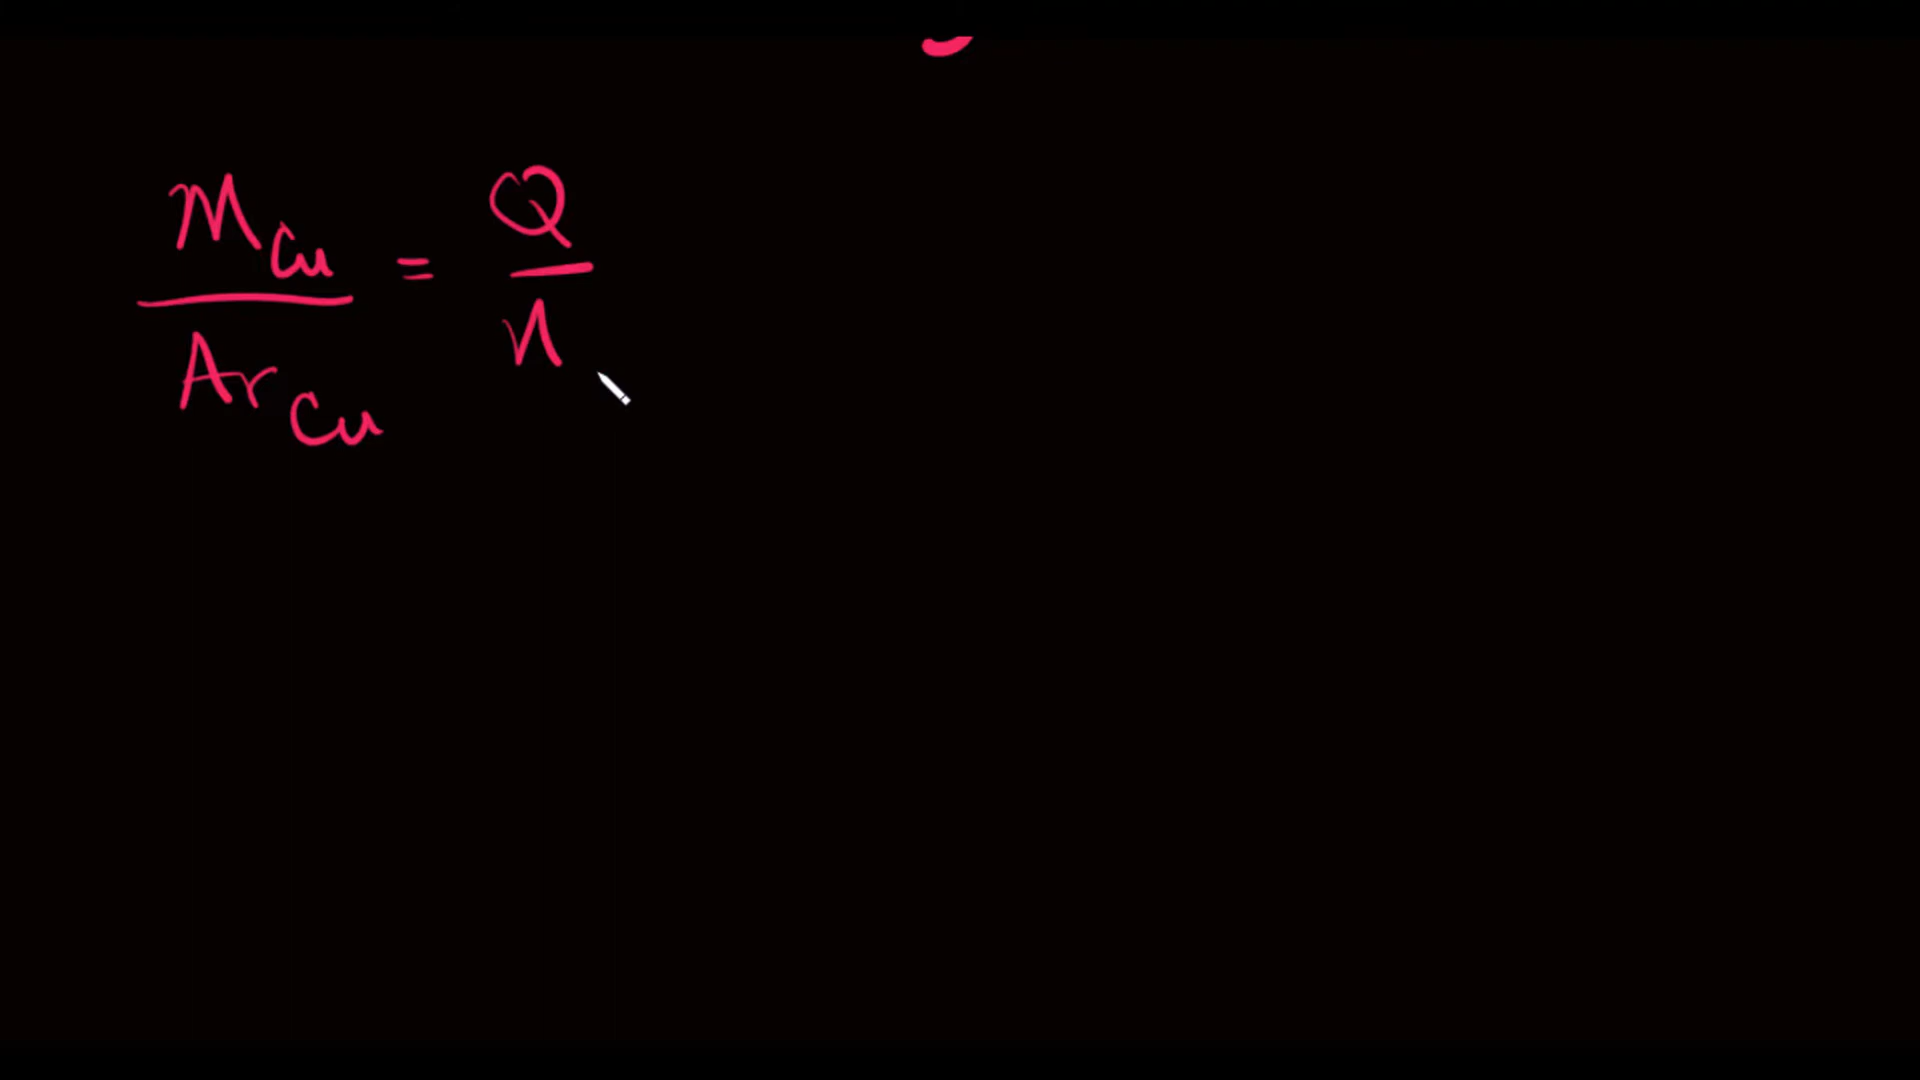 M_Cu / Ar_Cu = Q / n